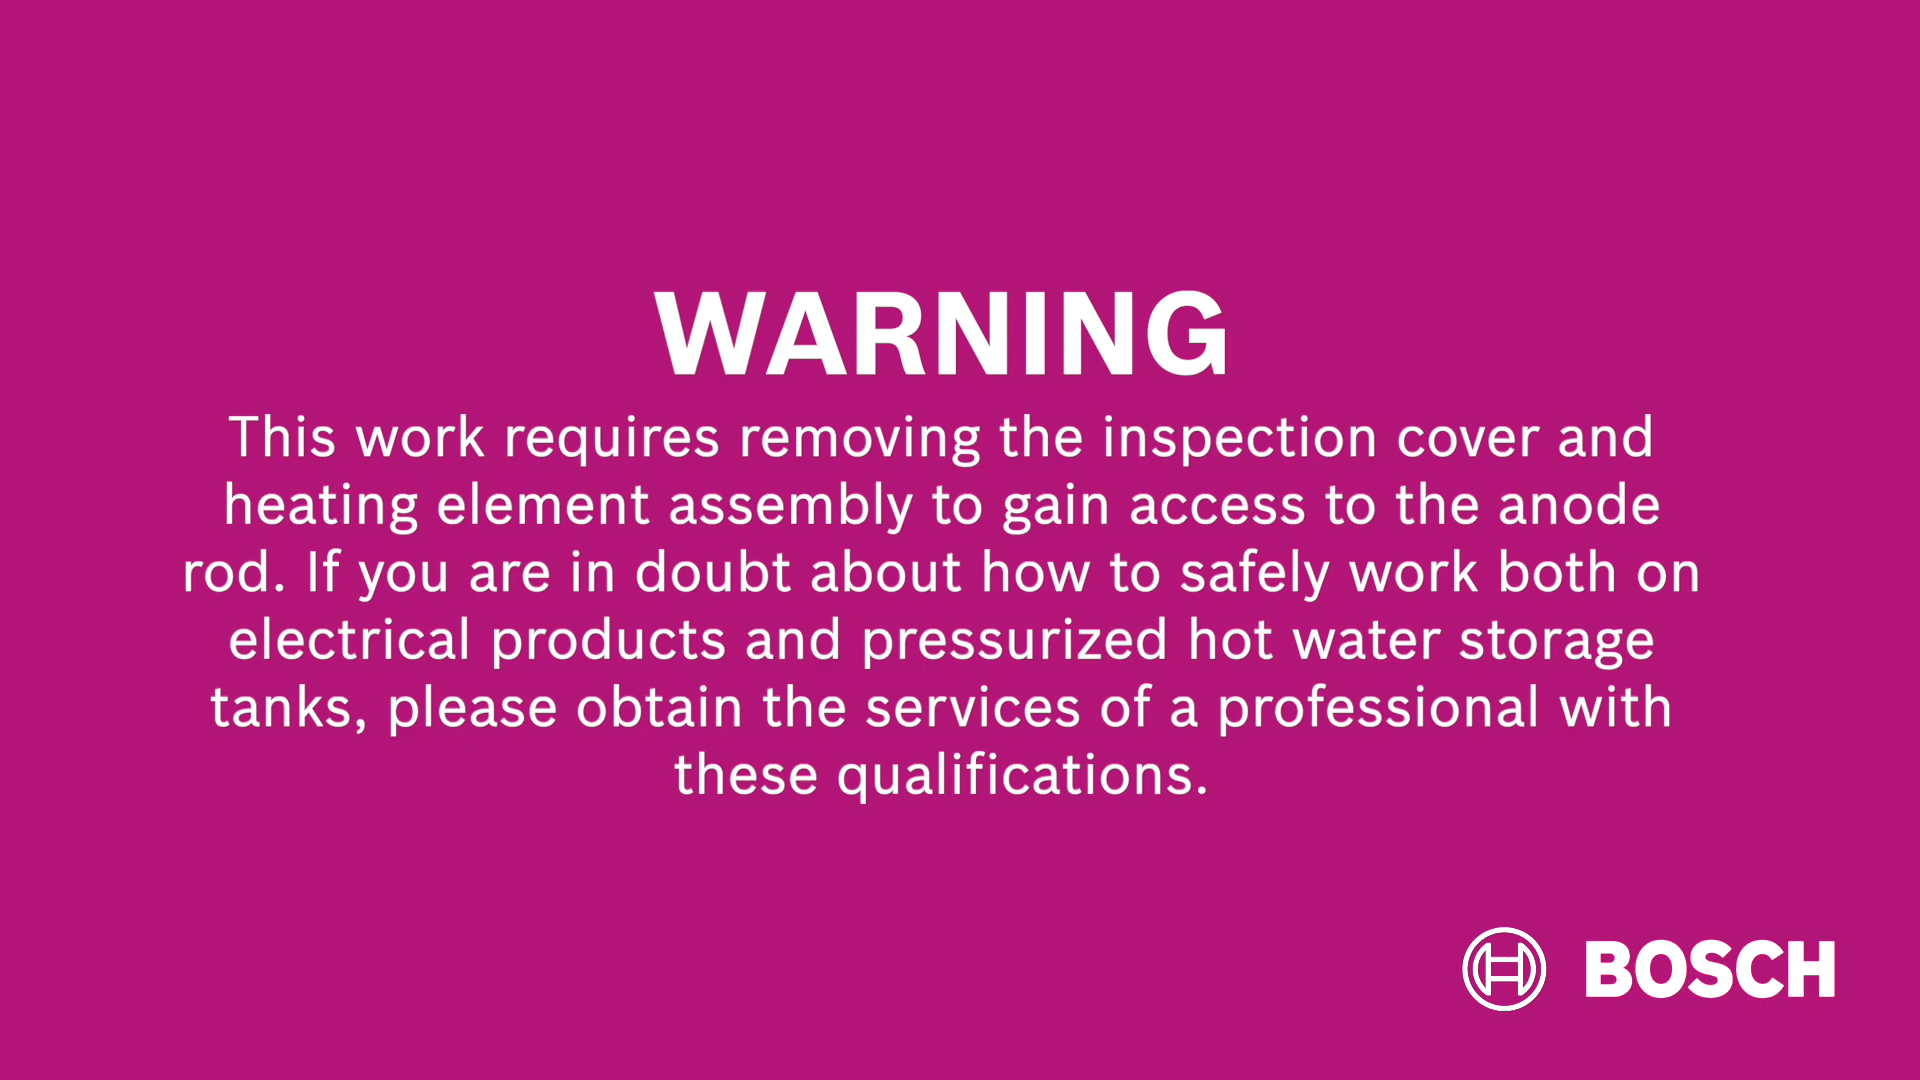 WARNING
This work requires removing the inspection cover and
heating element assembly to gain access to the anode
rod. If you are in doubt about how to safely work both on
electrical products and pressurized hot water storage
tanks, please obtain the services of a professional with
these qualifications.
BOSCH